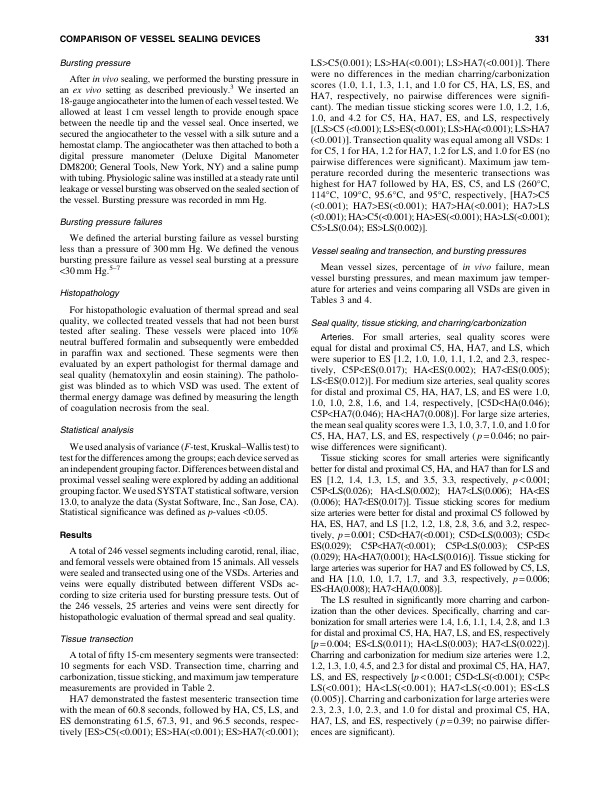 COMPARISON OF VESSEL SEALING DEVICES 331
Bursting pressure
After in vivo sealing, we performed the bursting pressure in
an ex vivo setting as described previously.3 We inserted an
18-gauge angiocatheter into the lumen of each vessel tested. We
allowed at least 1 cm vessel length to provide enough space
between the needle tip and the vessel seal. Once inserted, we
secured the angiocatheter to the vessel with a silk suture and a
hemostat clamp. The angiocatheter was then attached to both a
digital pressure manometer (Deluxe Digital Manometer
DM8200; General Tools, New York, NY) and a saline pump
with tubing. Physiologic saline was instilled at a steady rate until
leakage or vessel bursting was observed on the sealed section of
the vessel. Bursting pressure was recorded in mm Hg.
Bursting pressure failures
We defined the arterial bursting failure as vessel bursting
less than a pressure of 300 mm Hg. We defined the venous
bursting pressure failure as vessel seal bursting at a pressure
<30 mm Hg.5–7
Histopathology
For histopathologic evaluation of thermal spread and seal
quality, we collected treated vessels that had not been burst
tested after sealing. These vessels were placed into 10%
neutral buffered formalin and subsequently were embedded
in paraffin wax and sectioned. These segments were then
evaluated by an expert pathologist for thermal damage and
seal quality (hematoxylin and eosin staining). The patholo-
gist was blinded as to which VSD was used. The extent of
thermal energy damage was defined by measuring the length
of coagulation necrosis from the seal.
Statistical analysis
We used analysis of variance (F-test, Kruskal–Wallis test) to
test for the differences among the groups; each device served as
an independent grouping factor. Differences between distal and
proximal vessel sealing were explored by adding an additional
grouping factor. We used SYSTAT statistical software, version
13.0, to analyze the data (Systat Software, Inc., San Jose, CA).
Statistical significance was defined as p-values <0.05.
Results
A total of 246 vessel segments including carotid, renal, iliac,
and femoral vessels were obtained from 15 animals. All vessels
were sealed and transected using one of the VSDs. Arteries and
veins were equally distributed between different VSDs ac-
cording to size criteria used for bursting pressure tests. Out of
the 246 vessels, 25 arteries and veins were sent directly for
histopathologic evaluation of thermal spread and seal quality.
Tissue transection
A total of fifty 15-cm mesentery segments were transected:
10 segments for each VSD. Transection time, charring and
carbonization, tissue sticking, and maximum jaw temperature
measurements are provided in Table 2.
HA7 demonstrated the fastest mesenteric transection time
with the mean of 60.8 seconds, followed by HA, C5, LS, and
ES demonstrating 61.5, 67.3, 91, and 96.5 seconds, respec-
tively [ES>C5(<0.001); ES>HA(<0.001); ES>HA7(<0.001);
LS>C5(0.001); LS>HA(<0.001); LS>HA7(<0.001)]. There
were no differences in the median charring/carbonization
scores (1.0, 1.1, 1.3, 1.1, and 1.0 for C5, HA, LS, ES, and
HA7, respectively, no pairwise differences were signifi-
cant). The median tissue sticking scores were 1.0, 1.2, 1.6,
1.0, and 4.2 for C5, HA, HA7, ES, and LS, respectively
[(LS>C5 (<0.001); LS>ES(<0.001); LS>HA(<0.001); LS>HA7
(<0.001)]. Transection quality was equal among all VSDs: 1
for C5, 1 for HA, 1.2 for HA7, 1.2 for LS, and 1.0 for ES (no
pairwise differences were significant). Maximum jaw tem-
perature recorded during the mesenteric transections was
highest for HA7 followed by HA, ES, C5, and LS (260°C,
114°C, 109°C, 95.6°C, and 95°C, respectively, [HA7>C5
(<0.001); HA7>ES(<0.001); HA7>HA(<0.001); HA7>LS
(<0.001); HA>C5(<0.001); HA>ES(<0.001); HA>LS(<0.001);
C5>LS(0.04); ES>LS(0.002)].
Vessel sealing and transection, and bursting pressures
Mean vessel sizes, percentage of in vivo failure, mean
vessel bursting pressures, and mean maximum jaw temper-
ature for arteries and veins comparing all VSDs are given in
Tables 3 and 4.
Seal quality, tissue sticking, and charring/carbonization
Arteries. For small arteries, seal quality scores were
equal for distal and proximal C5, HA, HA7, and LS, which
were superior to ES [1.2, 1.0, 1.0, 1.1, 1.2, and 2.3, respec-
tively, C5P<ES(0.017); HA<ES(0.002); HA7<ES(0.005);
LS<ES(0.012)]. For medium size arteries, seal quality scores
for distal and proximal C5, HA, HA7, LS, and ES were 1.0,
1.0, 1.0, 2.8, 1.6, and 1.4, respectively, [C5D<HA(0.046);
C5P<HA7(0.046); HA<HA7(0.008)]. For large size arteries,
the mean seal quality scores were 1.3, 1.0, 3.7, 1.0, and 1.0 for
C5, HA, HA7, LS, and ES, respectively (p=0.046; no pair-
wise differences were significant).
Tissue sticking scores for small arteries were significantly
better for distal and proximal C5, HA, and HA7 than for LS and
ES [1.2, 1.4, 1.3, 1.5, and 3.5, 3.3, respectively, p<0.001;
C5P<LS(0.026); HA<LS(0.002); HA7<LS(0.006); HA<ES
(0.006); HA7<ES(0.017)]. Tissue sticking scores for medium
size arteries were better for distal and proximal C5 followed by
HA, ES, HA7, and LS [1.2, 1.2, 1.8, 2.8, 3.6, and 3.2, respec-
tively, p=0.001; C5D<HA7(<0.001); C5D<LS(0.003); C5D<
ES(0.029); C5P<HA7(<0.001); C5P<LS(0.003); C5P<ES
(0.029); HA<HA7(0.001); HA<LS(0.016)]. Tissue sticking for
large arteries was superior for HA7 and ES followed by C5, LS,
and HA [1.0, 1.0, 1.7, 1.7, and 3.3, respectively, p=0.006;
ES<HA(0.008); HA7<HA(0.008)].
The LS resulted in significantly more charring and carbon-
ization than the other devices. Specifically, charring and car-
bonization for small arteries were 1.4, 1.6, 1.1, 1.4, 2.8, and 1.3
for distal and proximal C5, HA, HA7, LS, and ES, respectively
[p=0.004; ES<LS(0.011); HA<LS(0.003); HA7<LS(0.022)].
Charring and carbonization for medium size arteries were 1.2,
1.2, 1.3, 1.0, 4.5, and 2.3 for distal and proximal C5, HA, HA7,
LS, and ES, respectively [p<0.001; C5D<LS(<0.001); C5P<
LS(<0.001); HA<LS(<0.001); HA7<LS(<0.001); ES<LS
(0.005)]. Charring and carbonization for large arteries were
2.3, 2.3, 1.0, 2.3, and 1.0 for distal and proximal C5, HA,
HA7, LS, and ES, respectively (p=0.39; no pairwise differ-
ences are significant).